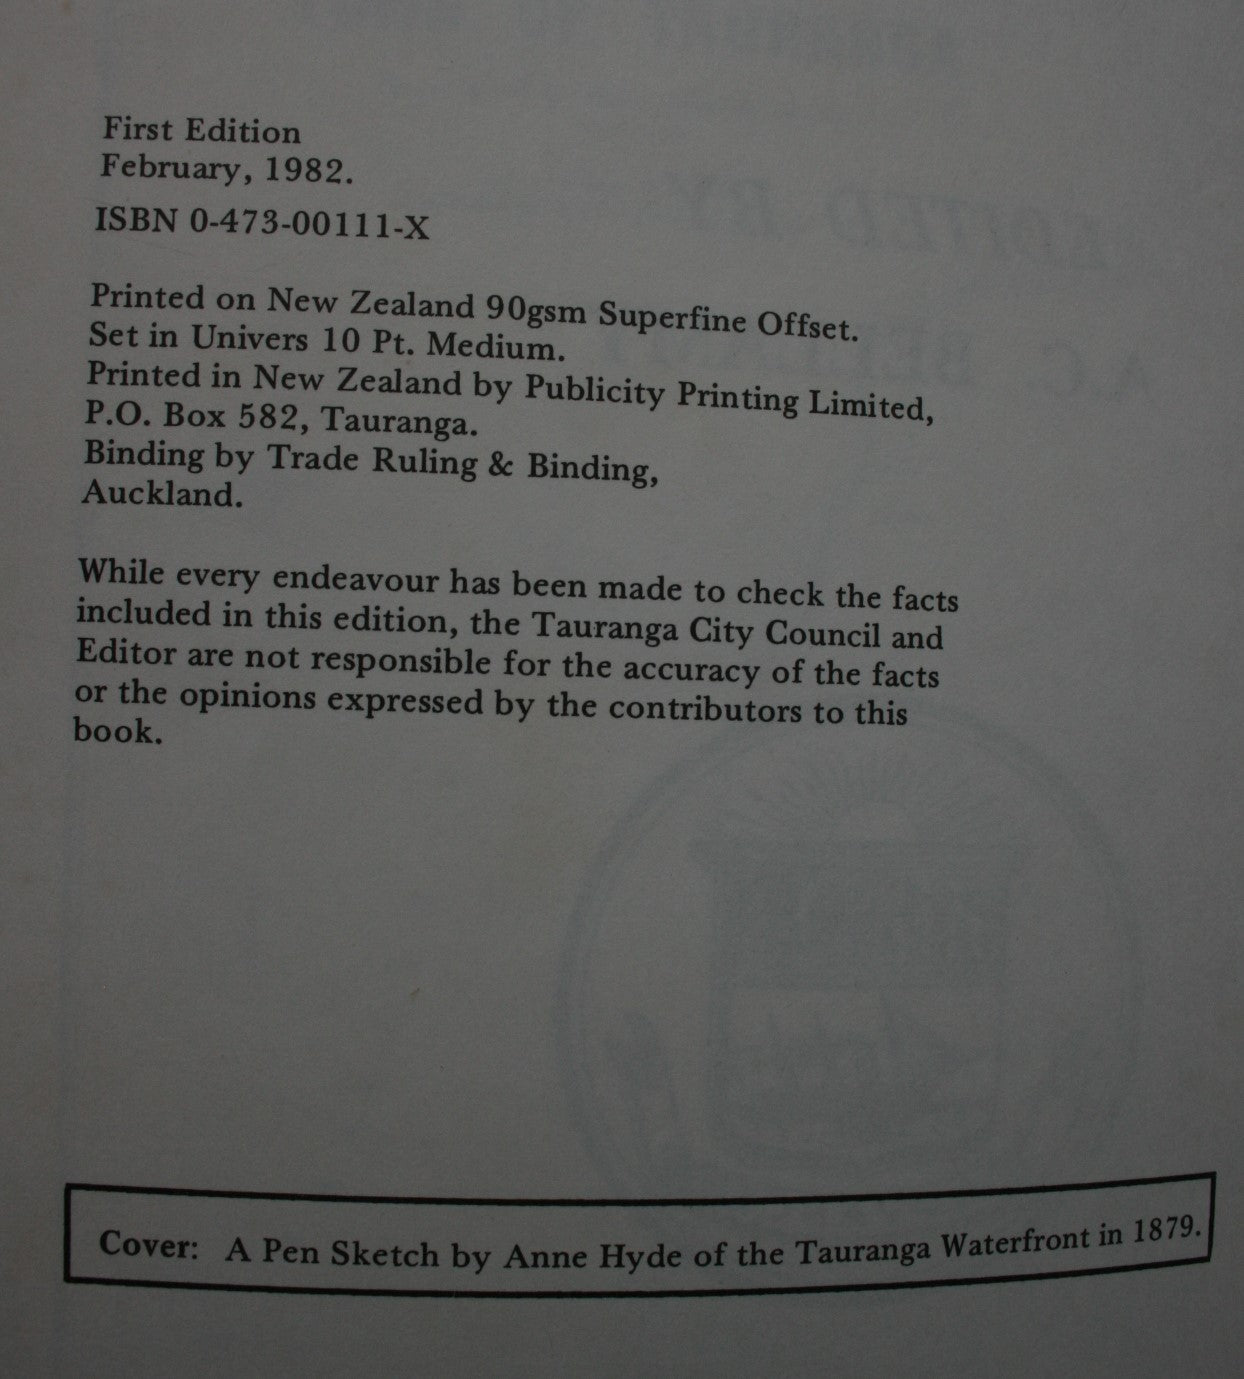 First Edition
February, 1982.
ISBN 0-473-00111-X
Printed on New Zealand 90gsm Superfine Offset.
Set in Univers 10 Pt. Medium.
Printed in New Zealand by Publicity Printing Limited,
P.O. Box 582, Tauranga.
Binding by Trade Ruling & Binding,
Auckland.
While every endeavour has been made to check the facts
included in this edition, the Tauranga City Council and
Editor are not responsible for the accuracy of the facts
or the opinions expressed by the contributors to this
book.
Cover: A Pen Sketch by Anne Hyde of the Tauranga Waterfront in 1879.